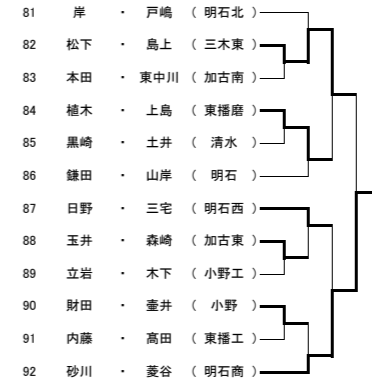 81 岸 ・ 戸嶋 （ 明石北 ）
82 松下 ・ 島上 （ 三木東 ）
83 本田 ・ 東中川 （ 加古南 ）
84 植木 ・ 上島 （ 東播磨 ）
85 黒崎 ・ 土井 （ 清水 ）
86 鎌田 ・ 山岸 （ 明石 ）
87 日野 ・ 三宅 （ 明石西 ）
88 玉井 ・ 森崎 （ 加古東 ）
89 立岩 ・ 木下 （ 小野工 ）
90 財田 ・ 壷井 （ 小野 ）
91 内藤 ・ 髙田 （ 東播工 ）
92 砂川 ・ 菱谷 （ 明石商 ）